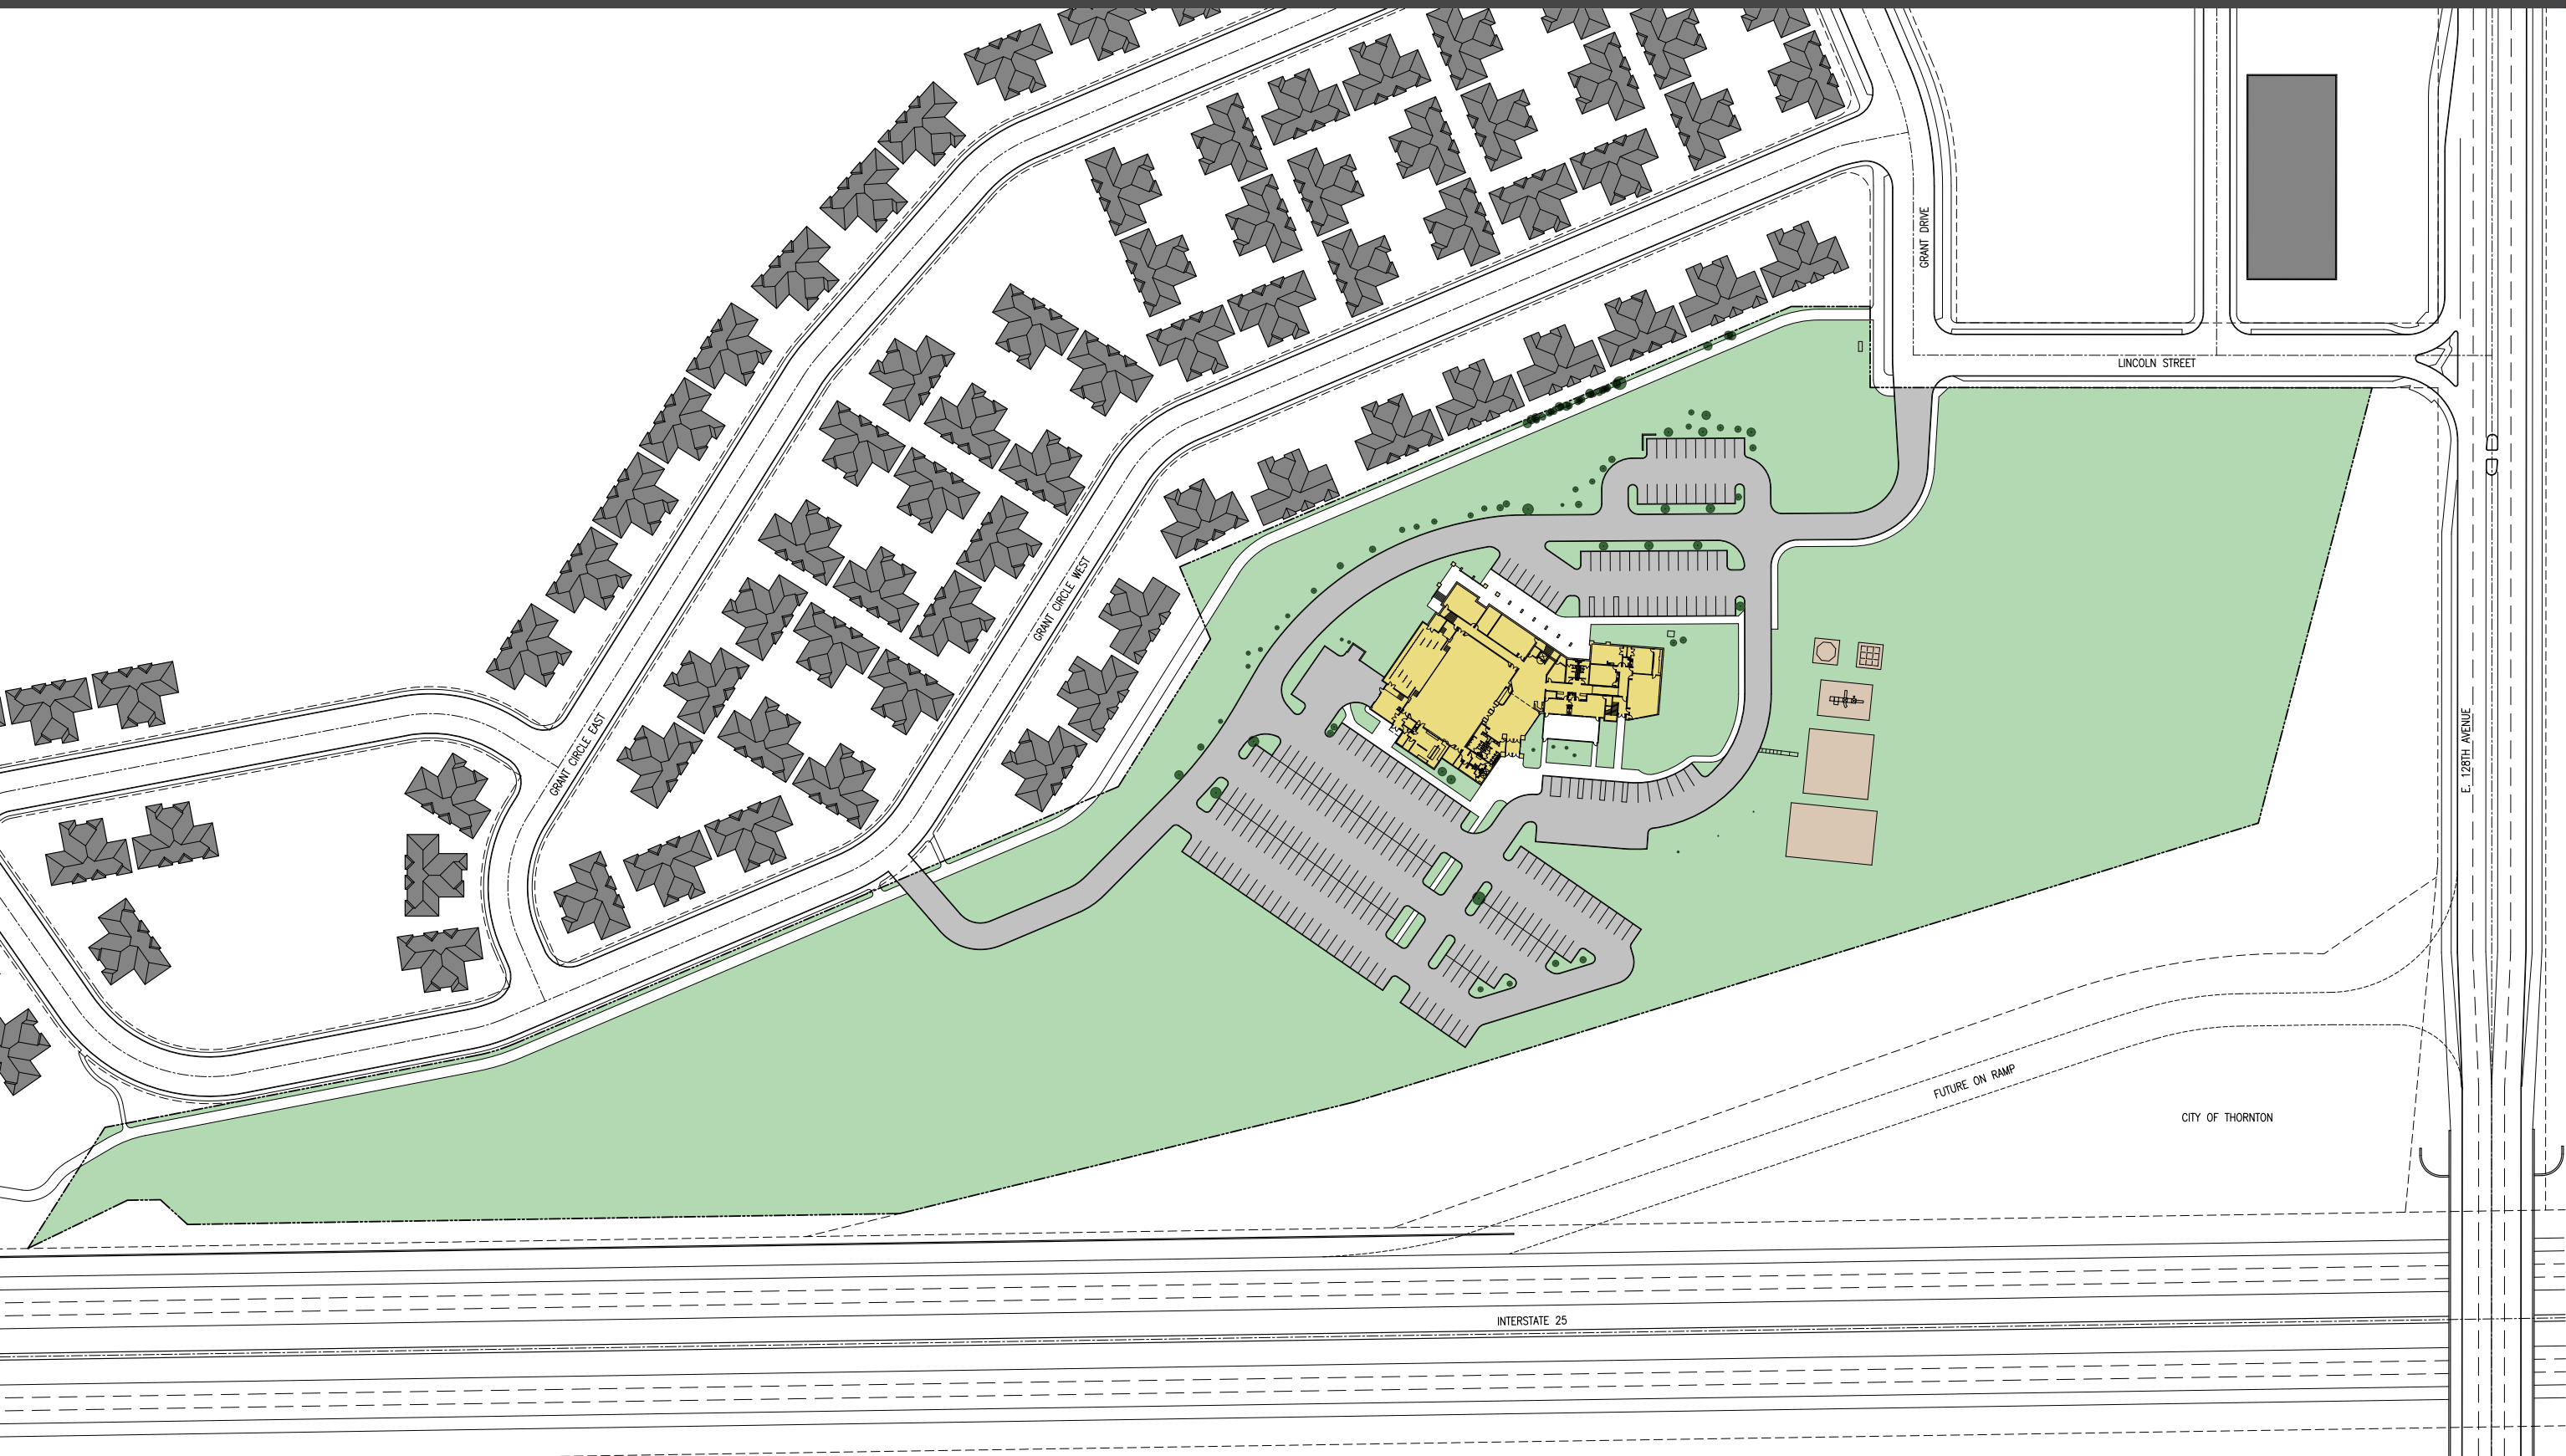 GRANT DRIVE
LINCOLN STREET
GRANT CIRCLE WEST
GRANT CIRCLE EAST
E. 128TH AVENUE
FUTURE ON RAMP
CITY OF THORNTON
INTERSTATE 25